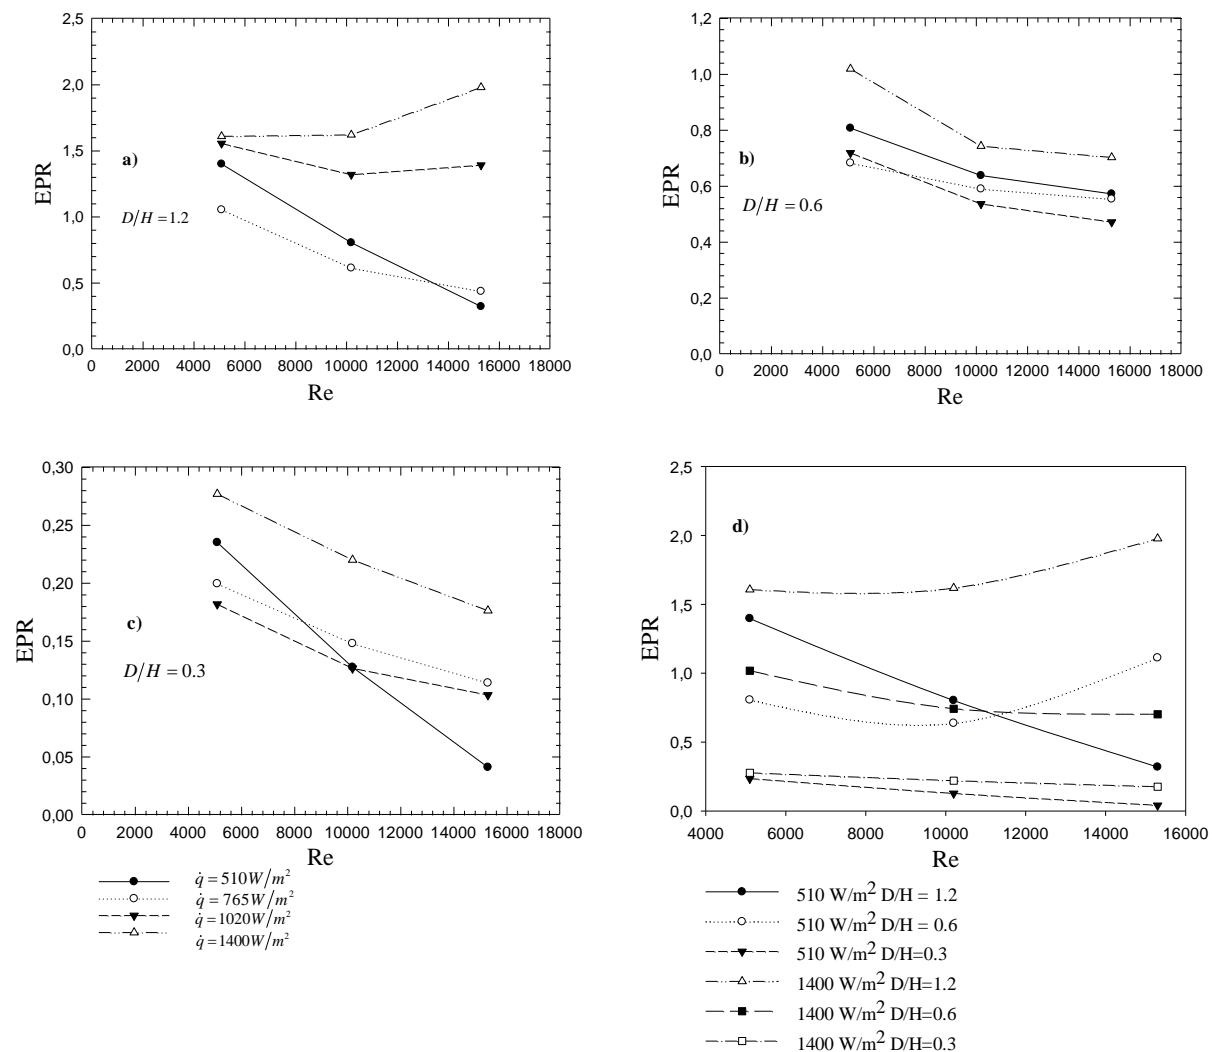 2,5
2,0
1,5
1,0
0,5
0,0
EPR
a)
D/H = 1.2
0 2000 4000 6000 8000 10000 12000 14000 16000 18000
Re
1,2
1,0
0,8
0,6
0,4
0,2
0,0
EPR
b)
D/H = 0.6
0 2000 4000 6000 8000 10000 12000 14000 16000 18000
Re
0,30
0,25
0,20
0,15
0,10
0,05
0,00
EPR
c)
D/H = 0.3
0 2000 4000 6000 8000 10000 12000 14000 16000 18000
Re
q̇ = 510W/m²
q̇ = 765W/m²
q̇ = 1020W/m²
q̇ = 1400W/m²
2,5
2,0
1,5
1,0
0,5
0,0
EPR
d)
4000 6000 8000 10000 12000 14000 16000
Re
510 W/m² D/H = 1.2
510 W/m² D/H = 0.6
510 W/m² D/H=0.3
1400 W/m² D/H=1.2
1400 W/m² D/H=0.6
1400 W/m² D/H=0.3